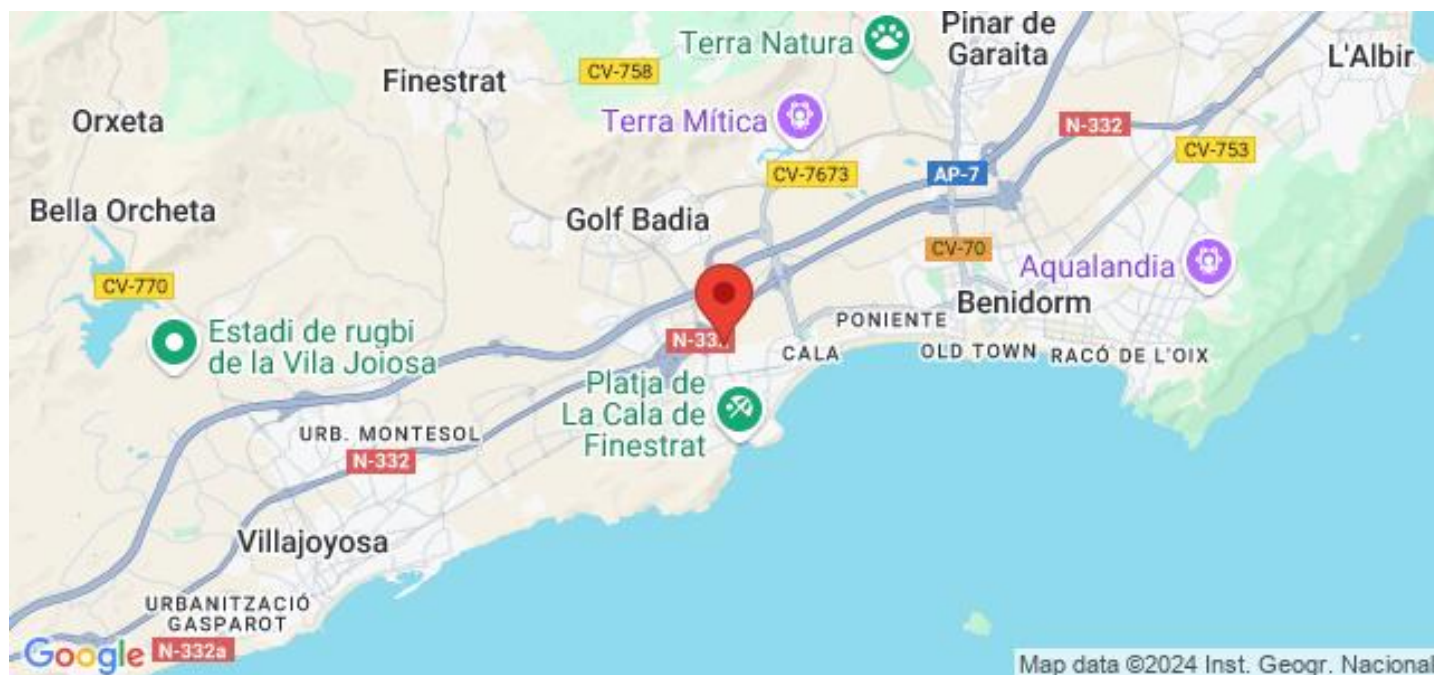 Terra Natura
Pinar de
Garaita
L'Albir
Finestrat
CV-758
Orxeta
Terra Mítica
N-332
CV-753
CV-7673
AP-7
Bella Orcheta
Golf Badia
CV-70
Aqualandia
CV-770
Benidorm
PONIENTE
Estadi de rugbi
de la Vila Joiosa
CALA
OLD TOWN
RACÓ DE L'OIX
Platja de
La Cala de
Finestrat
URB. MONTESOL
N-332
Villajoyosa
URBANITZACIÓ
GASPAROT
N-332a
Google
Map data ©2024 Inst. Geogr. Nacional